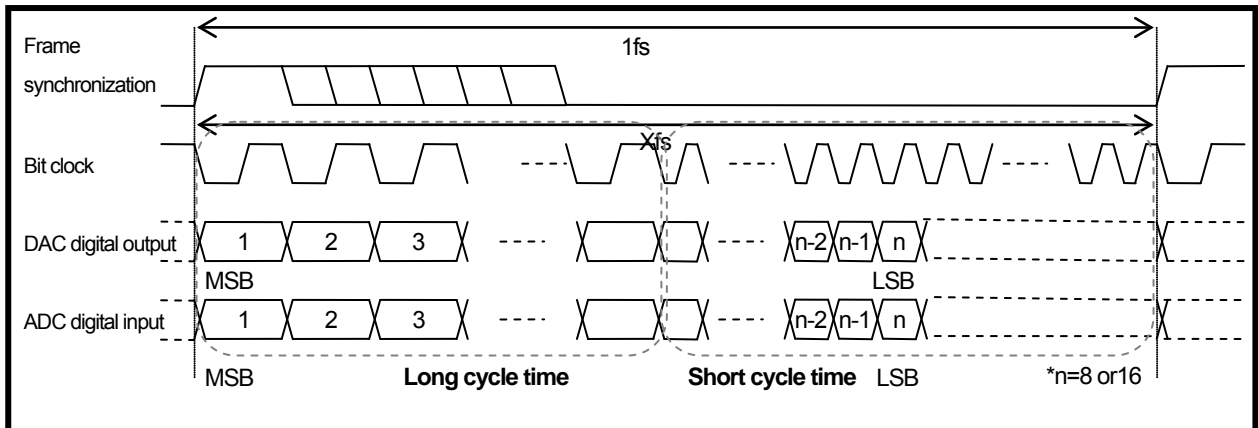 Frame
synchronization
1fs
Xfs
Bit clock
DAC digital output
1 2 3 n-2 n-1 n
MSB LSB
ADC digital input
1 2 3 n-2 n-1 n
MSB Long cycle time Short cycle time LSB *n=8 or16